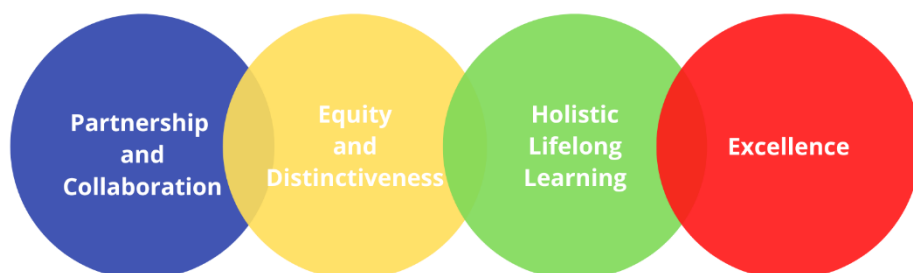 Partnership
and
Collaboration
Equity
and
Distinctiveness
Holistic
Lifelong
Learning
Excellence